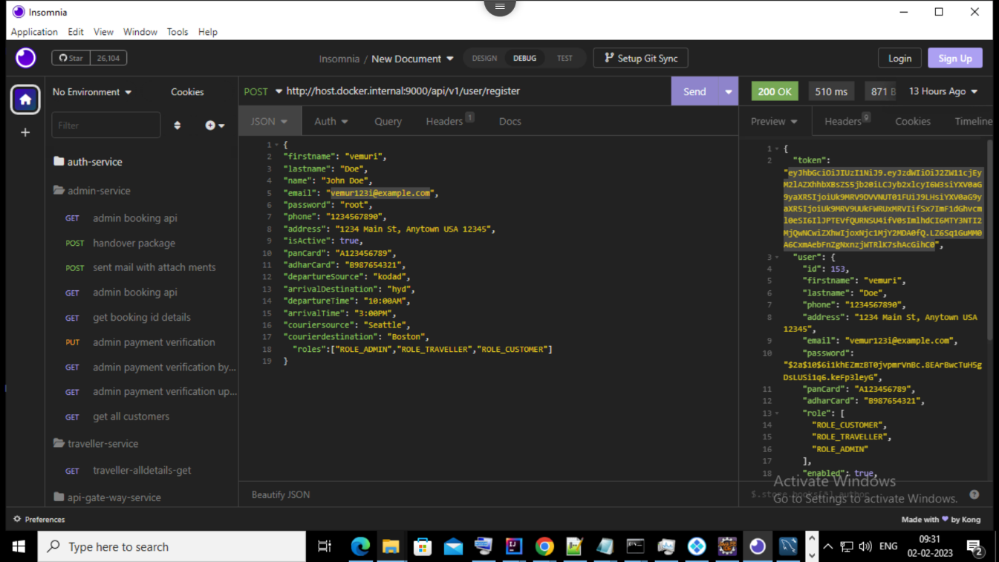 Insomnia
Application Edit View Window Tools Help
Star 26,104
Insomnia / New Document
DESIGN DEBUG TEST
Setup Git Sync
Login
Sign Up
No Environment
Cookies
Filter
auth-service
admin-service
GET admin booking api
POST handover package
POST sent mail with attach ments
GET admin booking api
GET get booking id details
PUT admin payment verification
GET admin payment verification by...
GET admin payment verification up...
GET get all customers
traveller-service
GET traveller-alldetails-get
api-gate-way-service
POST http://host.docker.internal:9000/api/v1/user/register
Send
JSON Auth Query Headers 1 Docs
1 {
2 "firstname": "vemuri",
3 "lastname": "Doe",
4 "name": "John Doe",
5 "email": "vemur123i@example.com",
6 "password": "root",
7 "phone": "1234567890",
8 "address": "1234 Main St, Anytown USA 12345",
9 "isActive": true,
10 "panCard": "A123456789",
11 "adharCard": "B987654321",
12 "departureSource": "kodad",
13 "arrivalDestination": "hyd",
14 "departureTime": "10:00AM",
15 "arrivalTime": "3:00PM",
16 "couriersource": "Seattle",
17 "courierdestination": "Boston",
18 "roles":["ROLE_ADMIN","ROLE_TRAVELLER","ROLE_CUSTOMER"]
19 }
Beautify JSON
200 OK 510 ms 871 B 13 Hours Ago
Preview Headers 9 Cookies Timeline
1 {
2 "token":
3 "user": {
4 "id": 153,
5 "firstname": "vemuri",
6 "lastname": "Doe",
7 "phone": "1234567890",
8 "address": "1234 Main St, Anytown USA
12345",
9 "email": "vemur123i@example.com",
10 "password":
11 "panCard": "A123456789",
12 "adharCard": "B987654321",
13 "role": [
14 "ROLE_CUSTOMER",
15 "ROLE_TRAVELLER",
16 "ROLE_ADMIN"
17 ],
18 "enabled": true,
Activate Windows
Go to Settings to activate Windows.
Preferences
Made with by Kong
Type here to search
ENG
09:31
02-02-2023
2